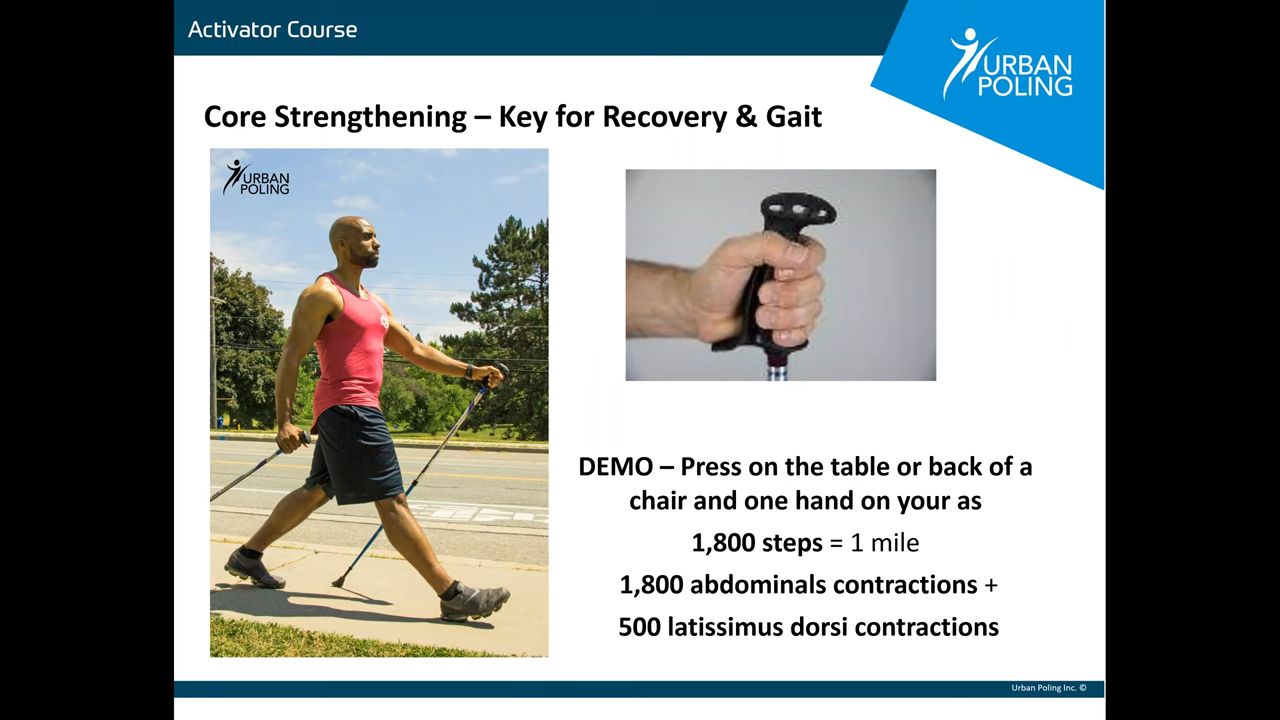 Activator Course
URBAN
POLING
Core Strengthening – Key for Recovery & Gait
URBAN
POLING
DEMO – Press on the table or back of a
chair and one hand on your as
1,800 steps = 1 mile
1,800 abdominals contractions +
500 latissimus dorsi contractions
Urban Poling Inc. ©